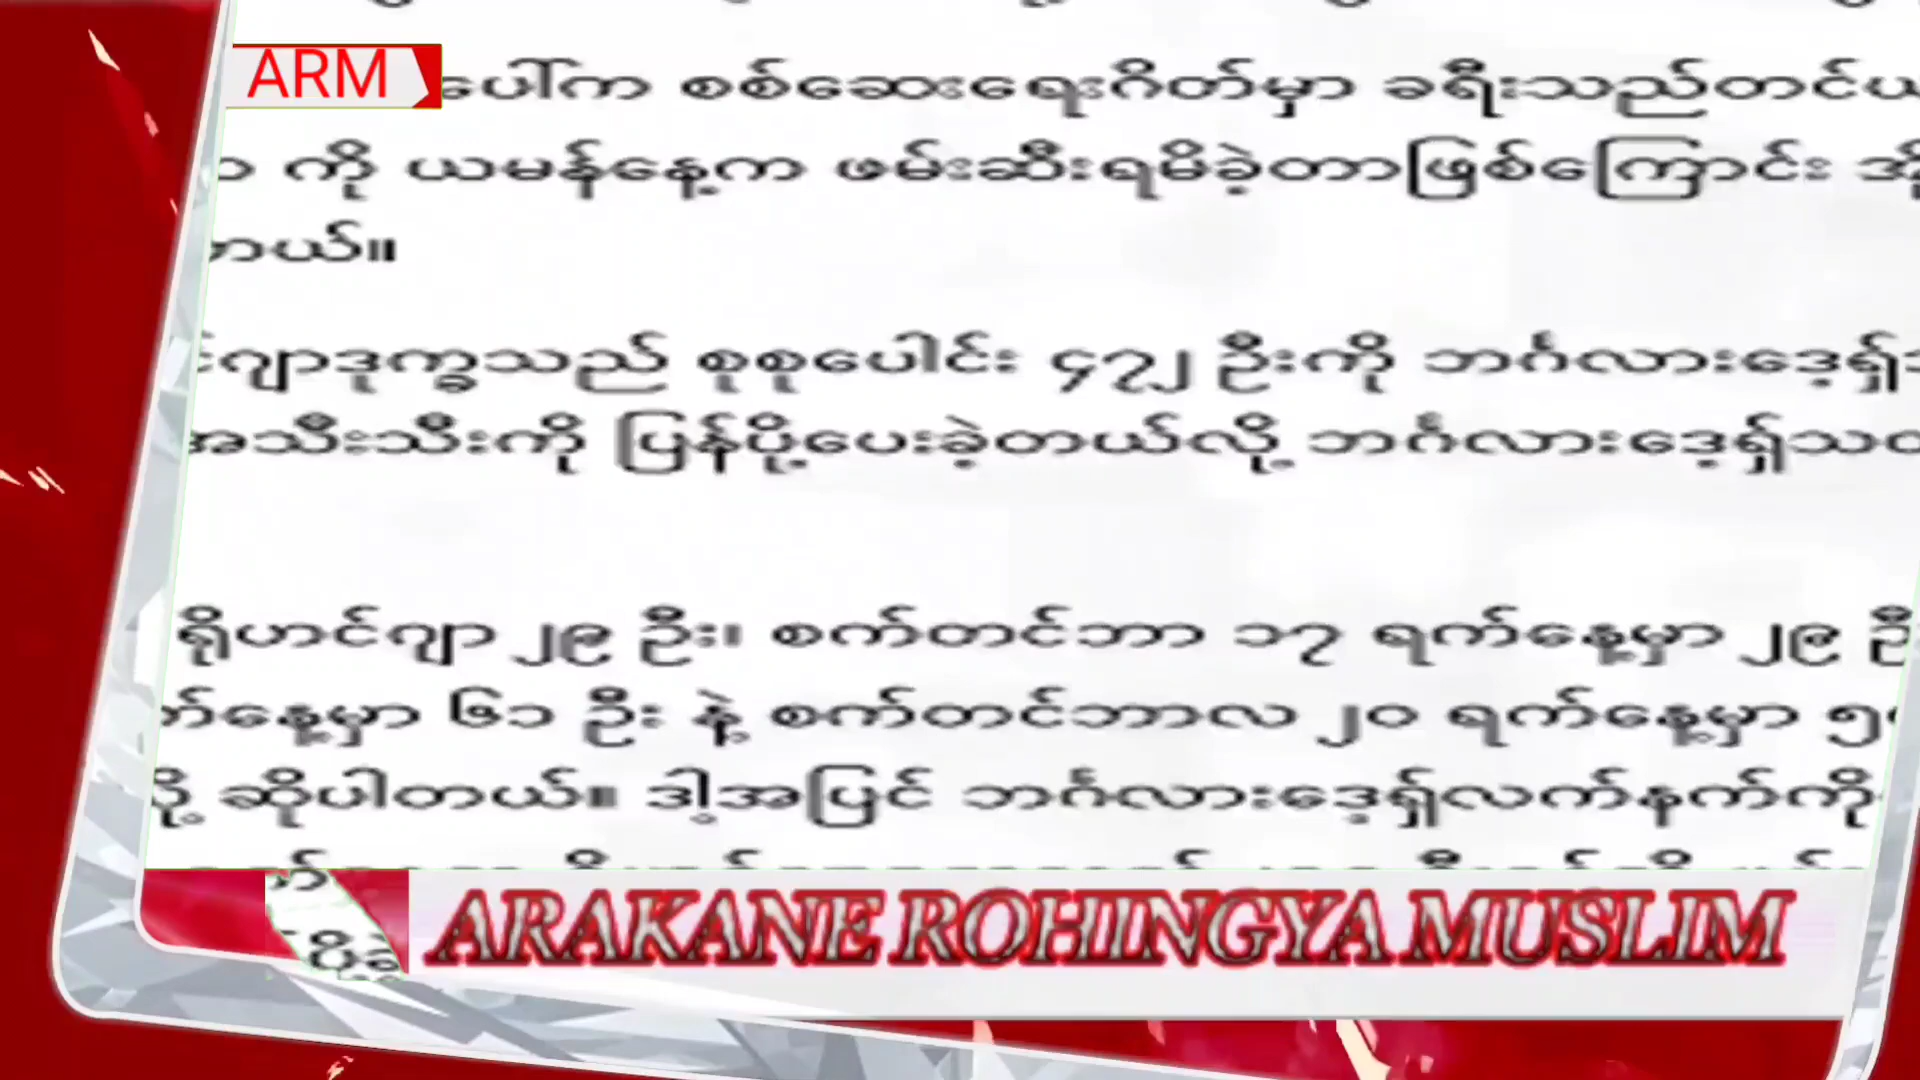 ARM
ပေါ်က စစ်ဆေးရေးဂိတ်မှာ ခရီးသည်တင်ယ
ကို ယမန်နေ့က ဖမ်းဆီးရမိခဲ့တာဖြစ်ကြောင်း
တယ်။
င်ဂျာဒုက္ခသည် စုစုပေါင်း ၄၇၂ ဦးကို ဘင်္ဂလားဒေ့ရှ်
အသီးသီးကို ပြန်ပို့ပေးခဲ့တယ်လို့ ဘင်္ဂလားဒေ့ရှ်သတ
ရိုဟင်ဂျာ ၂၉ ဦး၊ စက်တင်ဘာ ၁၇ ရက်နေ့မှာ ၂၉ ဦး
က်နေ့မှာ ၆၁ ဦး နဲ့ စက်တင်ဘာလ ၂၀ ရက်နေ့မှာ
ဆိုပါတယ်။ ဒါ့အပြင် ဘင်္ဂလားဒေ့ရှ်လက်နက်ကို
ARAKANE ROHINGYA MUSLIM